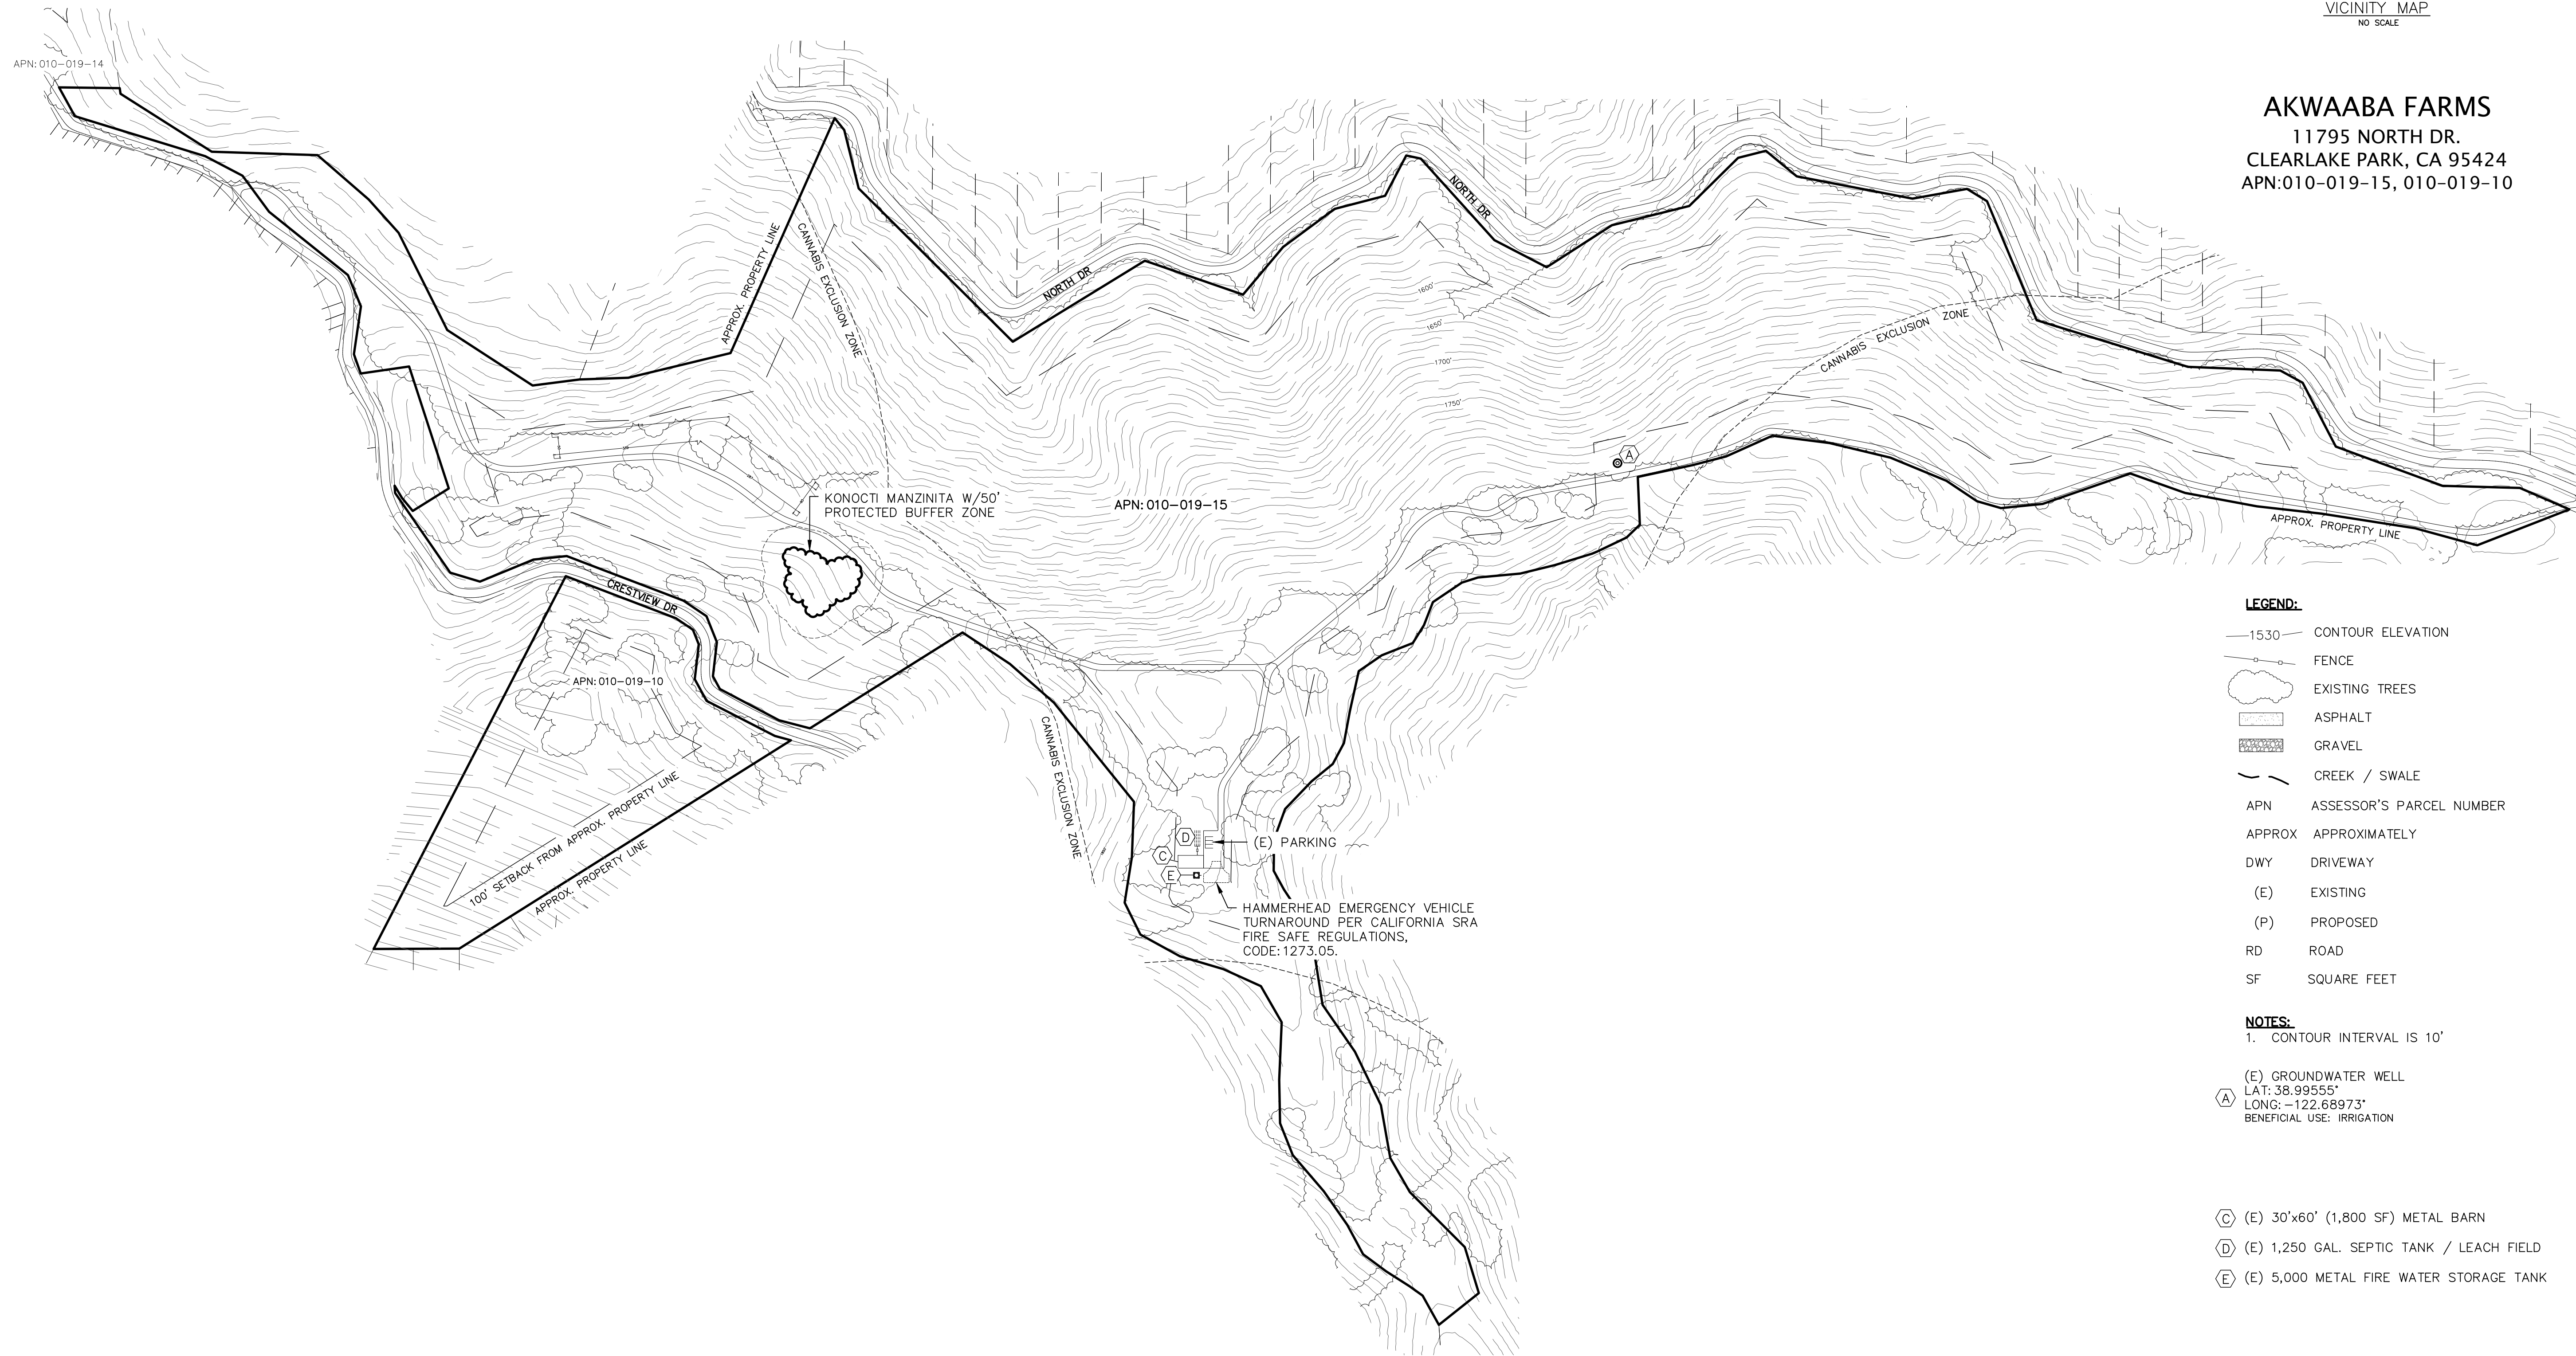 VICINITY MAP
NO SCALE
AKWAABA FARMS
11795 NORTH DR.
CLEARLAKE PARK, CA 95424
APN:010-019-15, 010-019-10
APN: 010-019-14
APPROX. PROPERTY LINE
CANNABIS EXCLUSION ZONE
NORTH DR
NORTH DR
1600'
1650'
1700'
1750'
CANNABIS EXCLUSION ZONE
A
KONOCTI MANZINITA W/50'
PROTECTED BUFFER ZONE
APN: 010-019-15
APPROX. PROPERTY LINE
CRESTVIEW DR
APN: 010-019-10
100' SETBACK FROM APPROX. PROPERTY LINE
APPROX. PROPERTY LINE
CANNABIS EXCLUSION ZONE
D
C
E
(E) PARKING
HAMMERHEAD EMERGENCY VEHICLE
TURNAROUND PER CALIFORNIA SRA
FIRE SAFE REGULATIONS,
CODE: 1273.05.
LEGEND:
1530 CONTOUR ELEVATION
FENCE
EXISTING TREES
ASPHALT
GRAVEL
CREEK / SWALE
APN ASSESSOR'S PARCEL NUMBER
APPROX APPROXIMATELY
DWY DRIVEWAY
(E) EXISTING
(P) PROPOSED
RD ROAD
SF SQUARE FEET
NOTES:
1. CONTOUR INTERVAL IS 10'
(E) GROUNDWATER WELL
LAT: 38.99555°
A
LONG: -122.68973°
BENEFICIAL USE: IRRIGATION
C (E) 30'x60' (1,800 SF) METAL BARN
D (E) 1,250 GAL. SEPTIC TANK / LEACH FIELD
E (E) 5,000 METAL FIRE WATER STORAGE TANK